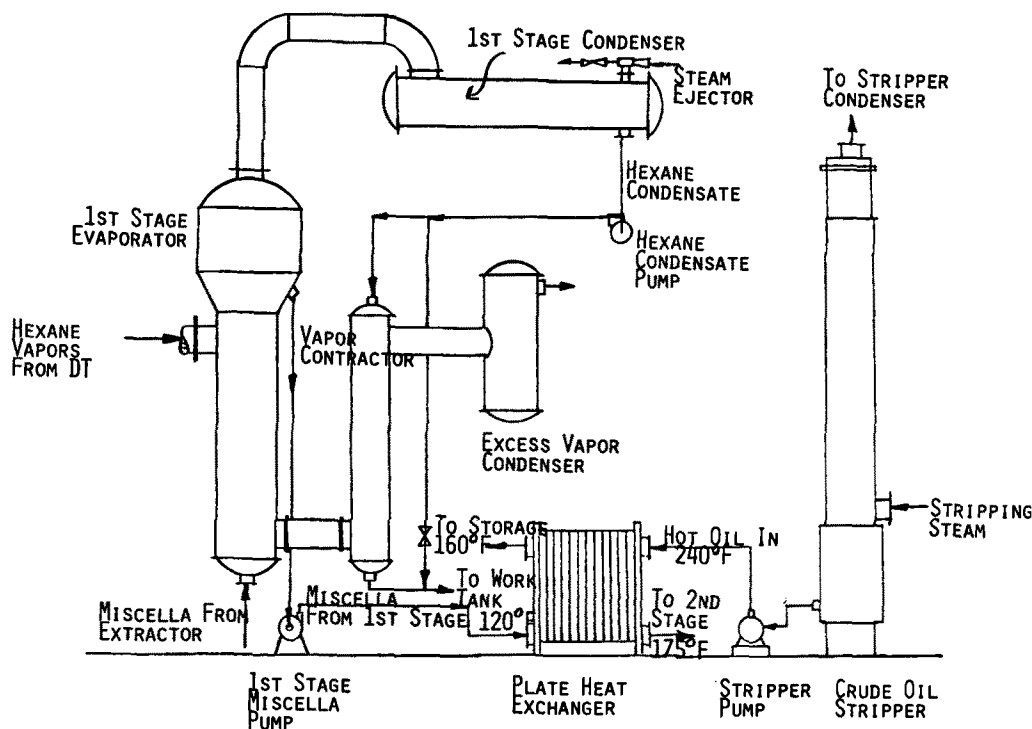 1st Stage Condenser
Steam
Ejector
To Stripper
Condenser
Hexane
Condensate
1st Stage
Evaporator
Hexane
Condensate
Pump
Hexane
Vapors
From DT
Vapor
Contractor
Excess Vapor
Condenser
Stripping
Steam
To Storage
160°F
Hot Oil In
240°F
To Work
Tank
Miscella
From 1st Stage
120°
To 2nd
Stage
175°F
Miscella From
Extractor
1st Stage
Miscella
Pump
Plate Heat
Exchanger
Stripper
Pump
Crude Oil
Stripper